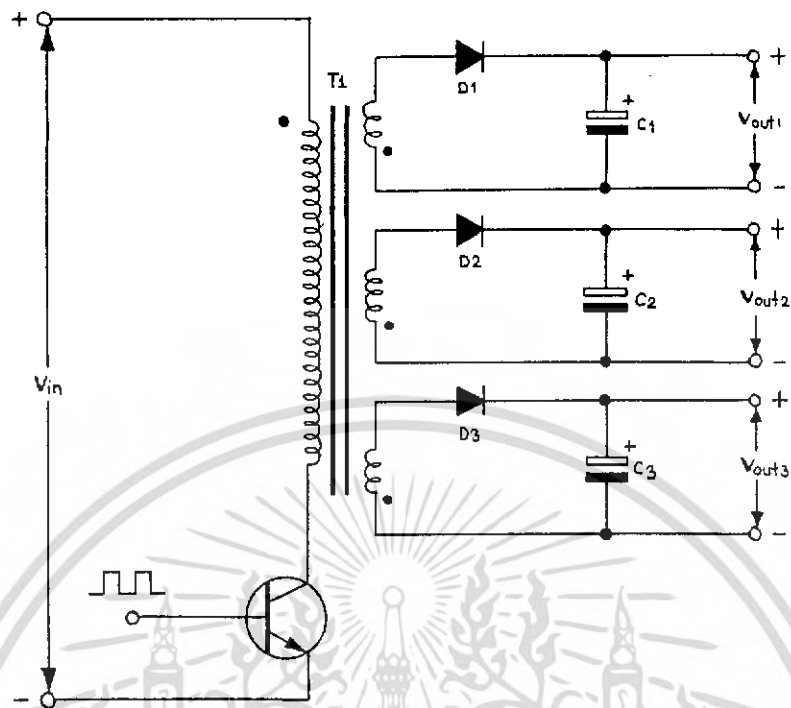 +
T1
D1
+
C1
+
Vout1
-
D2
+
C2
+
Vout2
-
Vin
D3
+
C3
+
Vout3
-
-